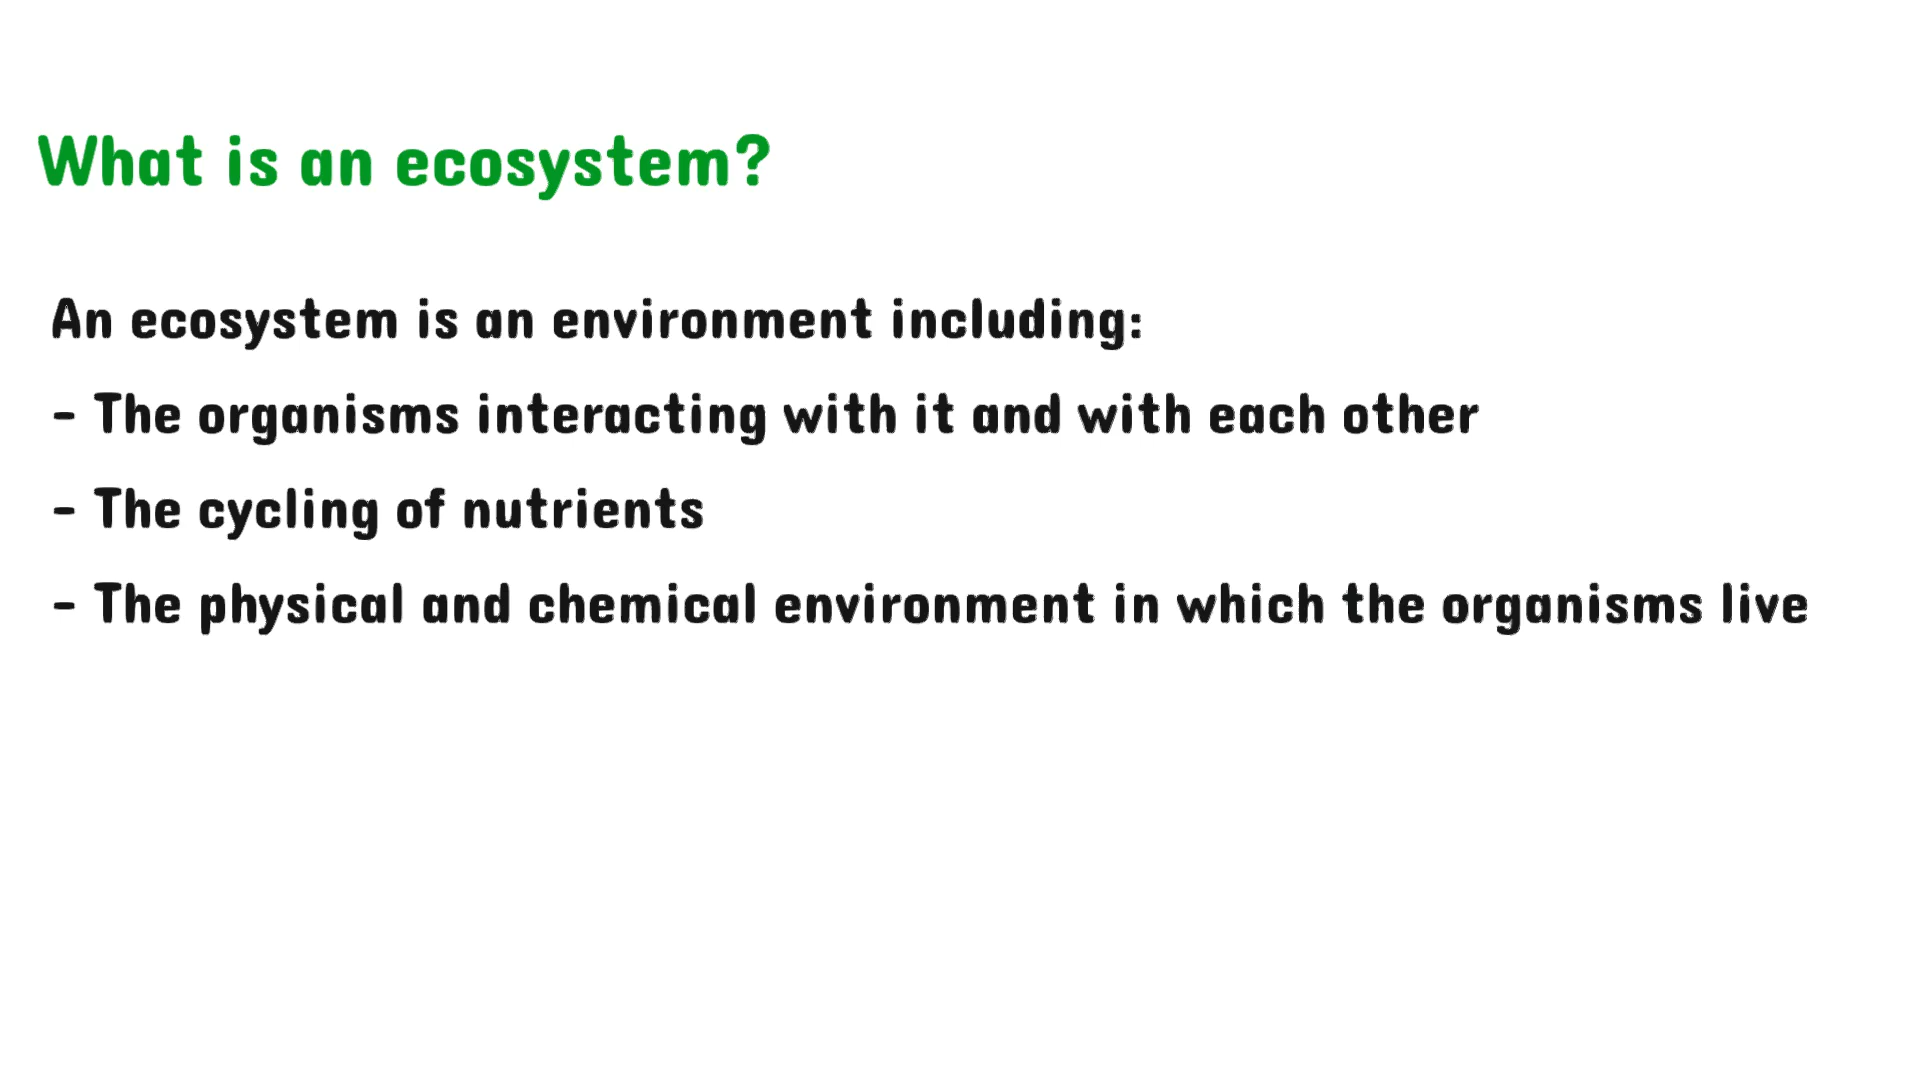 What is an ecosystem?
An ecosystem is an environment including:
- The organisms interacting with it and with each other
- The cycling of nutrients
- The physical and chemical environment in which the organisms live